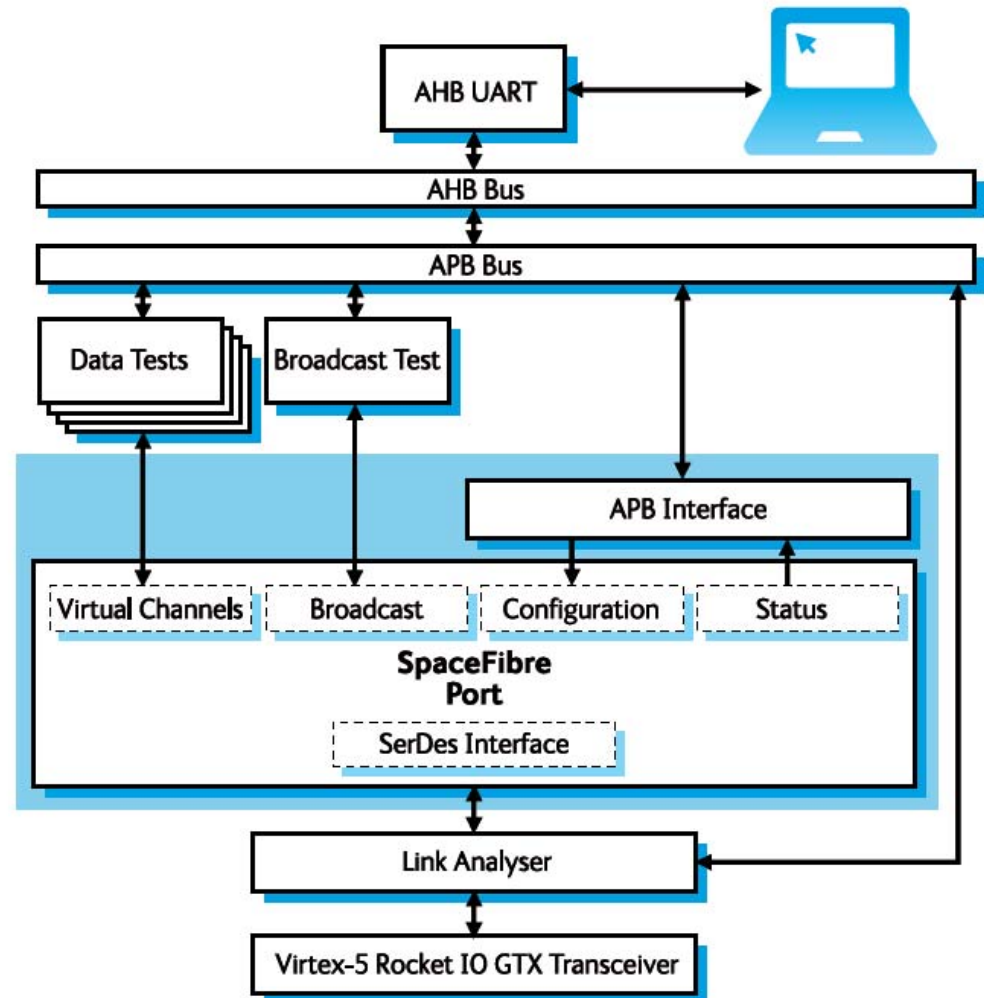 AHB UART
AHB Bus
APB Bus
Data Tests
Broadcast Test
APB Interface
Virtual Channels
Broadcast
Configuration
Status
SpaceFibre
Port
SerDes Interface
Link Analyser
Virtex-5 Rocket IO GTX Transceiver